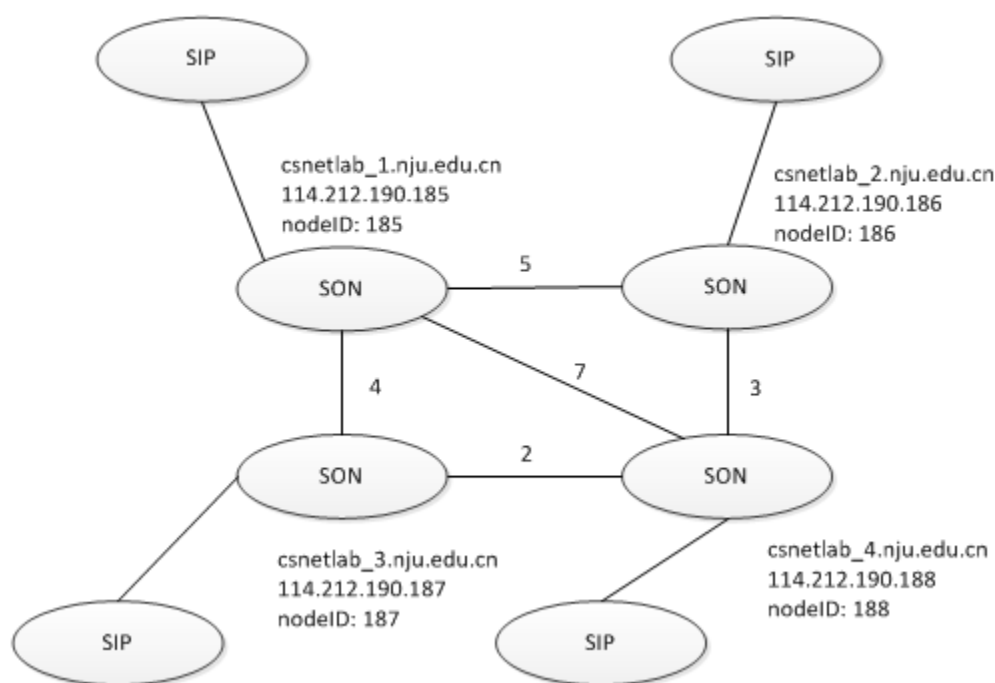 SIP
SIP
csnetlab_1.nju.edu.cn
114.212.190.185
nodeID: 185
csnetlab_2.nju.edu.cn
114.212.190.186
nodeID: 186
SON
5
SON
4
7
3
SON
2
SON
csnetlab_3.nju.edu.cn
114.212.190.187
nodeID: 187
csnetlab_4.nju.edu.cn
114.212.190.188
nodeID: 188
SIP
SIP